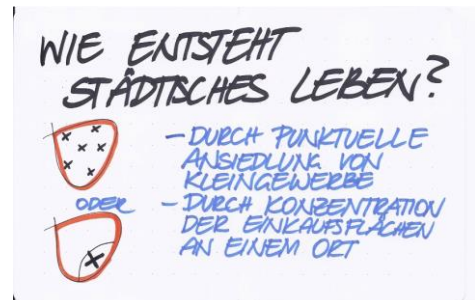 WIE ENTSTEHT
STÄDTISCHES LEBEN?
- DURCH PUNKTUELLE
ANSIEDLUNG VON
KLEINGEWERBE
ODER
- DURCH KONZENTRATION
DER EINKAUFSFLÄCHEN
AN EINEM ORT